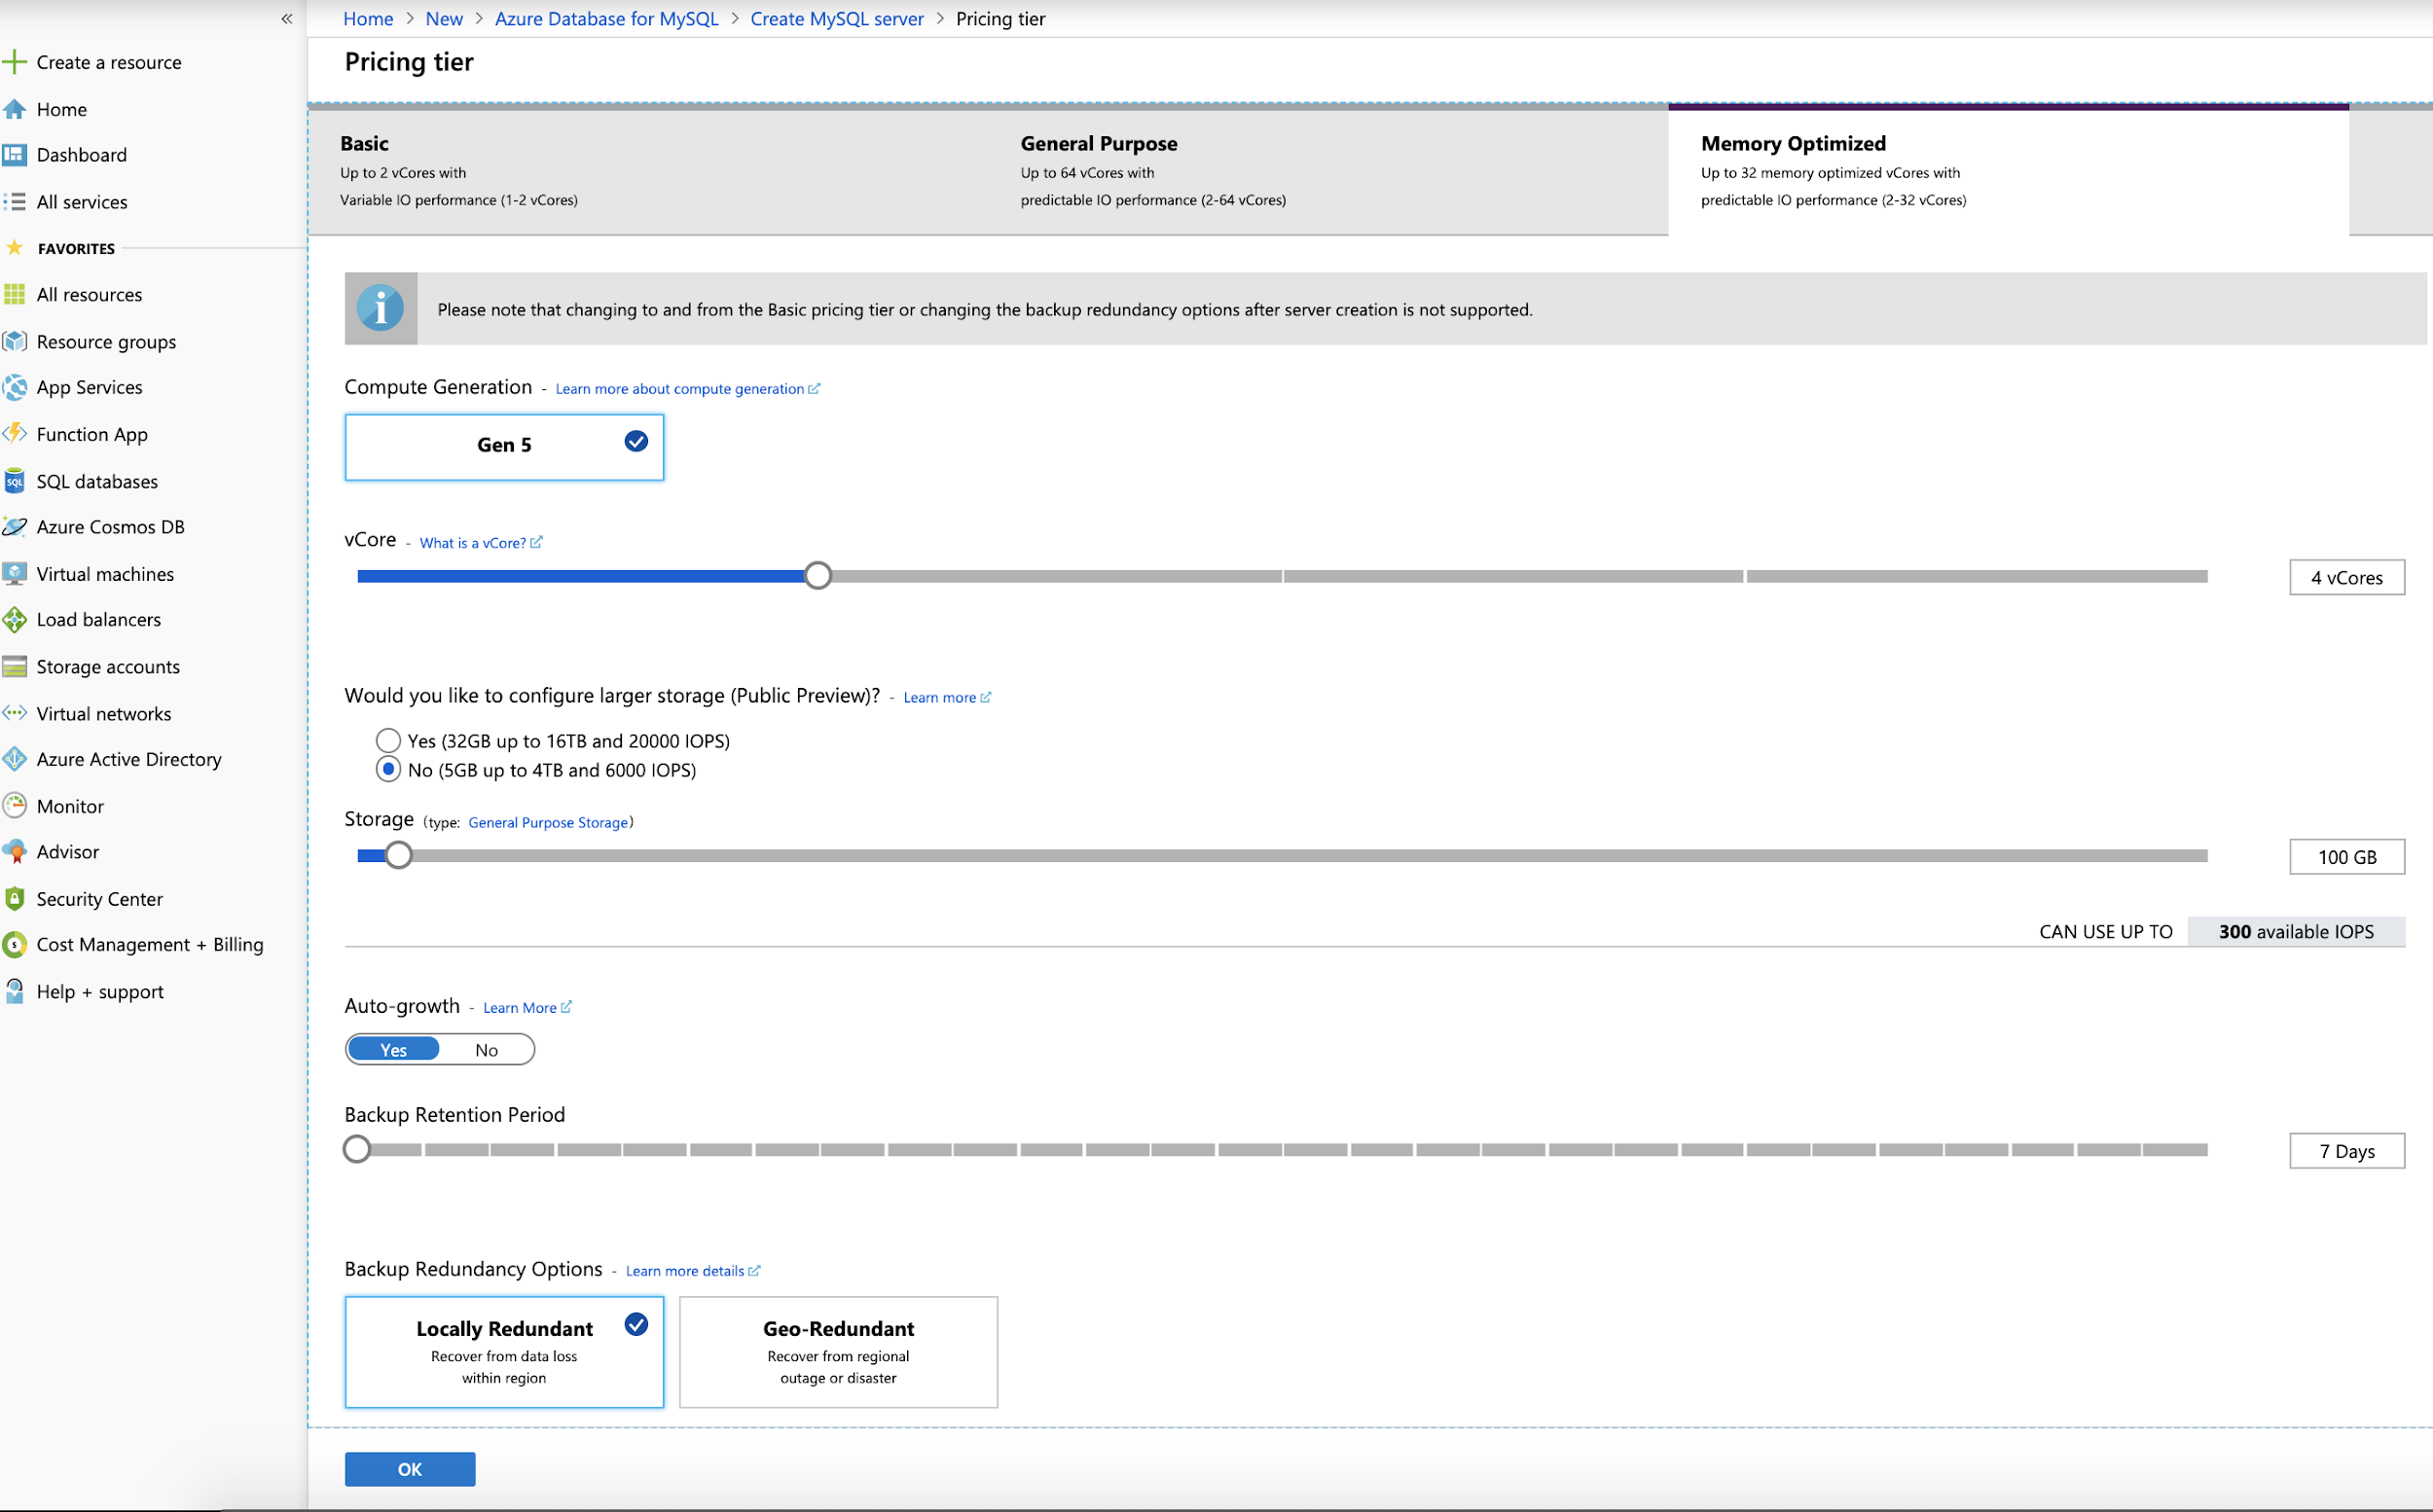 «
Home > New > Azure Database for MySQL > Create MySQL server > Pricing tier
Create a resource
Home
Dashboard
All services
FAVORITES
All resources
Resource groups
App Services
Function App
SQL
SQL databases
Azure Cosmos DB
Virtual machines
Load balancers
Storage accounts
Virtual networks
Azure Active Directory
Monitor
Advisor
Security Center
Cost Management + Billing
Help + support
Pricing tier
Basic
Up to 2 vCores with
Variable IO performance (1-2 vCores)
General Purpose
Up to 64 vCores with
predictable IO performance (2-64 vCores)
Memory Optimized
Up to 32 memory optimized vCores with
predictable IO performance (2-32 vCores)
Please note that changing to and from the Basic pricing tier or changing the backup redundancy options after server creation is not supported.
Compute Generation - Learn more about compute generation
Gen 5
vCore - What is a vCore?
4 vCores
Would you like to configure larger storage (Public Preview)? - Learn more
Yes (32GB up to 16TB and 20000 IOPS)
No (5GB up to 4TB and 6000 IOPS)
Storage (type: General Purpose Storage)
100 GB
CAN USE UP TO 300 available IOPS
Auto-growth - Learn More
Yes No
Backup Retention Period
7 Days
Backup Redundancy Options - Learn more details
Locally Redundant
Recover from data loss
within region
Geo-Redundant
Recover from regional
outage or disaster
OK